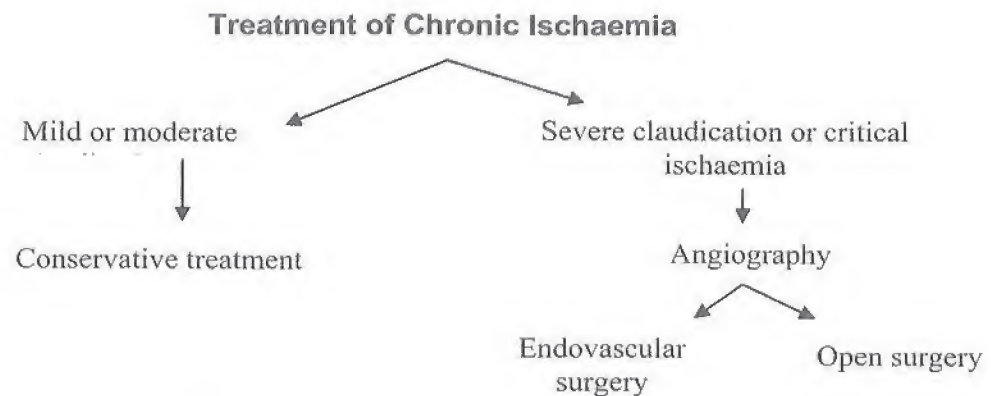 Treatment of Chronic Ischaemia
Mild or moderate
Severe claudication or critical
ischaemia
Conservative treatment
Angiography
Endovascular
surgery
Open surgery